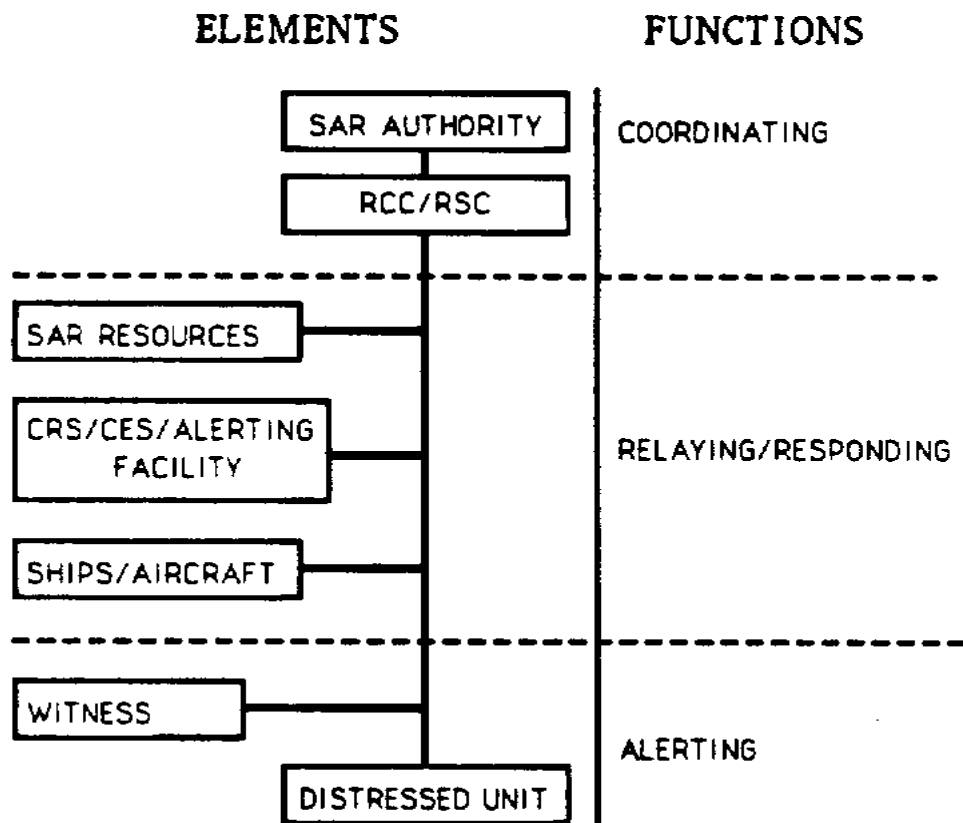 ELEMENTS
FUNCTIONS
SAR AUTHORITY
COORDINATING
RCC/RSC
SAR RESOURCES
CRS/CES/ALERTING
FACILITY
RELAYING/RESPONDING
SHIPS/AIRCRAFT
WITNESS
ALERTING
DISTRESSED UNIT